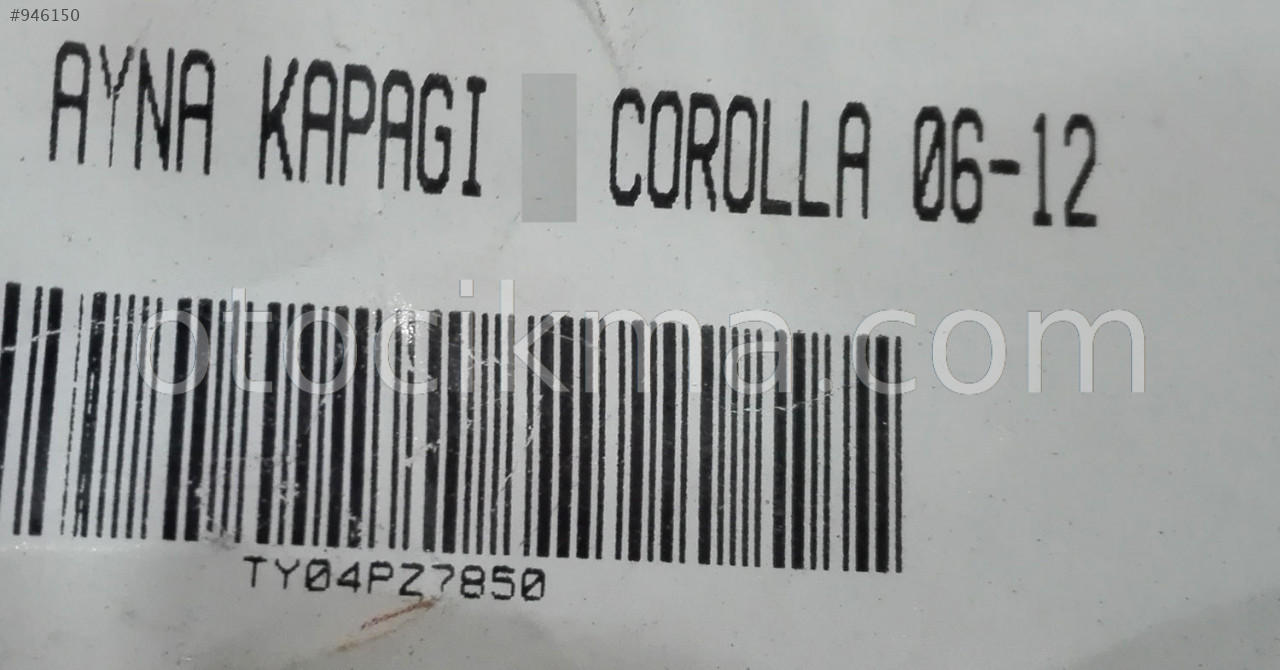 #946150
AYNA KAPAGI COROLLA 06-12
otocikma.com
TY04PZ7850